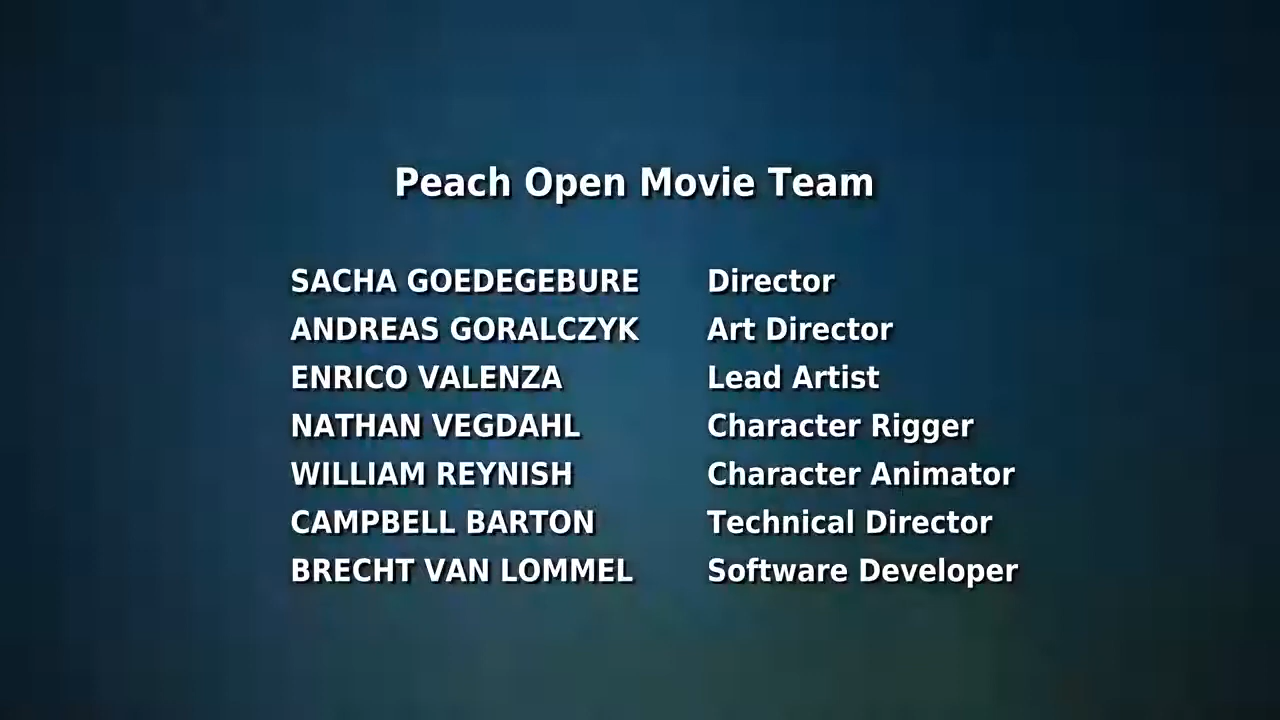 Peach Open Movie Team
SACHA GOEDEGEBURE Director
ANDREAS GORALCZYK Art Director
ENRICO VALENZA Lead Artist
NATHAN VEGDAHL Character Rigger
WILLIAM REYNISH Character Animator
CAMPBELL BARTON Technical Director
BRECHT VAN LOMMEL Software Developer